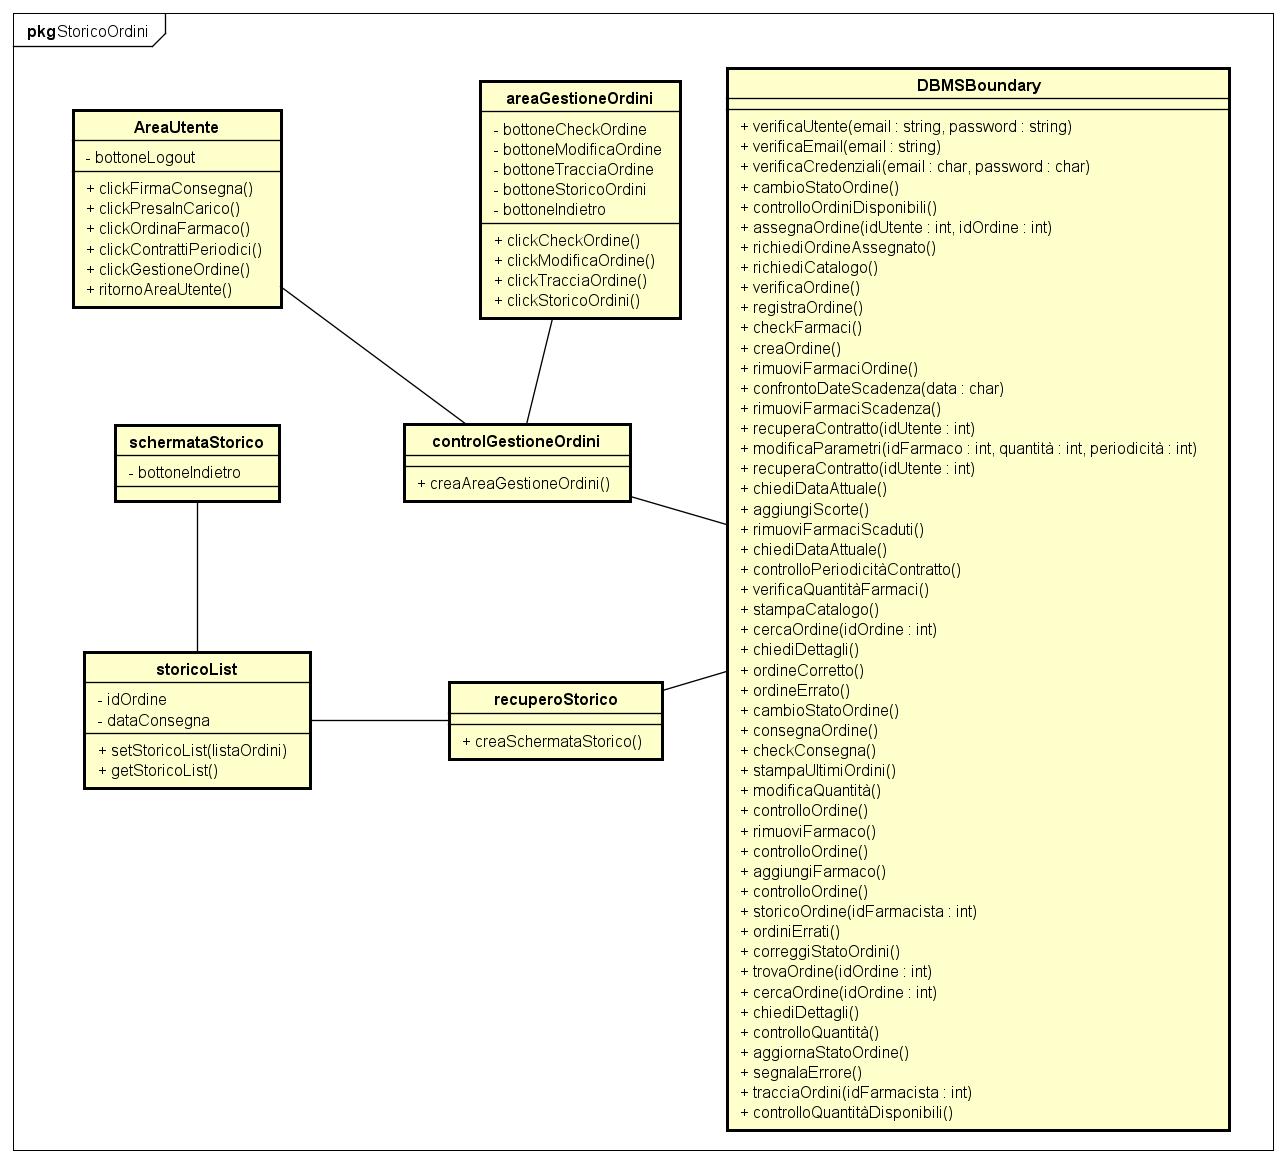 pkg StoricoOrdini
AreaUtente
- bottoneLogout
+ clickFirmaConsegna()
+ clickPresaInCarico()
+ clickOrdinaFarmaco()
+ clickContrattiPeriodici()
+ clickGestioneOrdine()
+ ritornoAreaUtente()
areaGestioneOrdini
- bottoneCheckOrdine
- bottoneModificaOrdine
- bottoneTracciaOrdine
- bottoneStoricoOrdini
- bottoneIndietro
+ clickCheckOrdine()
+ clickModificaOrdine()
+ clickTracciaOrdine()
+ clickStoricoOrdini()
schermataStorico
- bottoneIndietro
controlGestioneOrdini
+ creaAreaGestioneOrdini()
storicoList
- idOrdine
- dataConsegna
+ setStoricoList(listaOrdini)
+ getStoricoList()
recuperoStorico
+ creaSchermataStorico()
DBMSBoundary
+ verificaUtente(email : string, password : string)
+ verificaEmail(email : string)
+ verificaCredenziali(email : char, password : char)
+ cambioStatoOrdine()
+ controlloOrdiniDisponibili()
+ assegnaOrdine(idUtente : int, idOrdine : int)
+ richiediOrdineAssegnato()
+ richiediCatalogo()
+ verificaOrdine()
+ registraOrdine()
+ checkFarmaci()
+ creaOrdine()
+ rimuoviFarmaciOrdine()
+ confrontoDateScadenza(data : char)
+ rimuoviFarmaciScadenza()
+ recuperaContratto(idUtente : int)
+ modificaParametri(idFarmaco : int, quantità : int, periodicità : int)
+ recuperaContratto(idUtente : int)
+ chiediDataAttuale()
+ aggiungiScorte()
+ rimuoviFarmaciScaduti()
+ chiediDataAttuale()
+ controlloPeriodicitàContratto()
+ verificaQuantitàFarmaci()
+ stampaCatalogo()
+ cercaOrdine(idOrdine : int)
+ chiediDettagli()
+ ordineCorretto()
+ ordineErrato()
+ cambioStatoOrdine()
+ consegnaOrdine()
+ checkConsegna()
+ stampaUltimiOrdini()
+ modificaQuantità()
+ controlloOrdine()
+ rimuoviFarmaco()
+ controlloOrdine()
+ aggiungiFarmaco()
+ controlloOrdine()
+ storicoOrdine(idFarmacista : int)
+ ordiniErrati()
+ correggiStatoOrdini()
+ trovaOrdine(idOrdine : int)
+ cercaOrdine(idOrdine : int)
+ chiediDettagli()
+ controlloQuantità()
+ aggiornaStatoOrdine()
+ segnalaErrore()
+ tracciaOrdini(idFarmacista : int)
+ controlloQuantitàDisponibili()